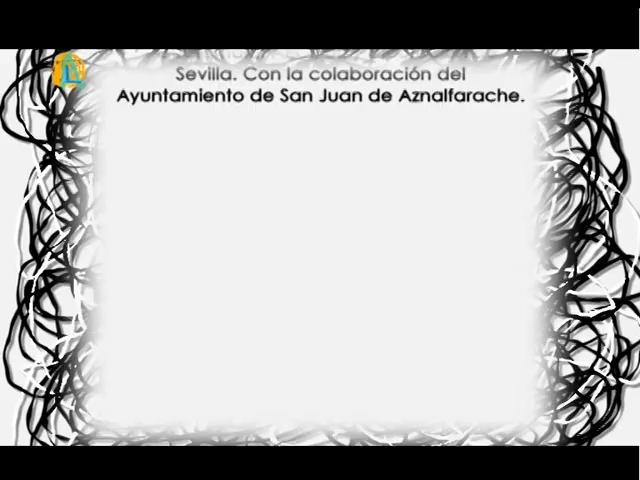 Sevilla. Con la colaboración del
Ayuntamiento de San Juan de Aznalfarache.